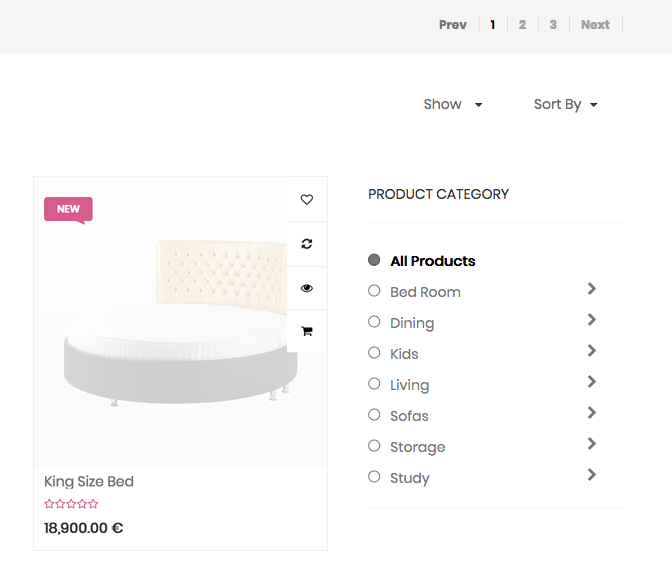 Prev 1 2 3 Next
Show Sort By
NEW
King Size Bed
18,900.00 €
PRODUCT CATEGORY
All Products
Bed Room
Dining
Kids
Living
Sofas
Storage
Study